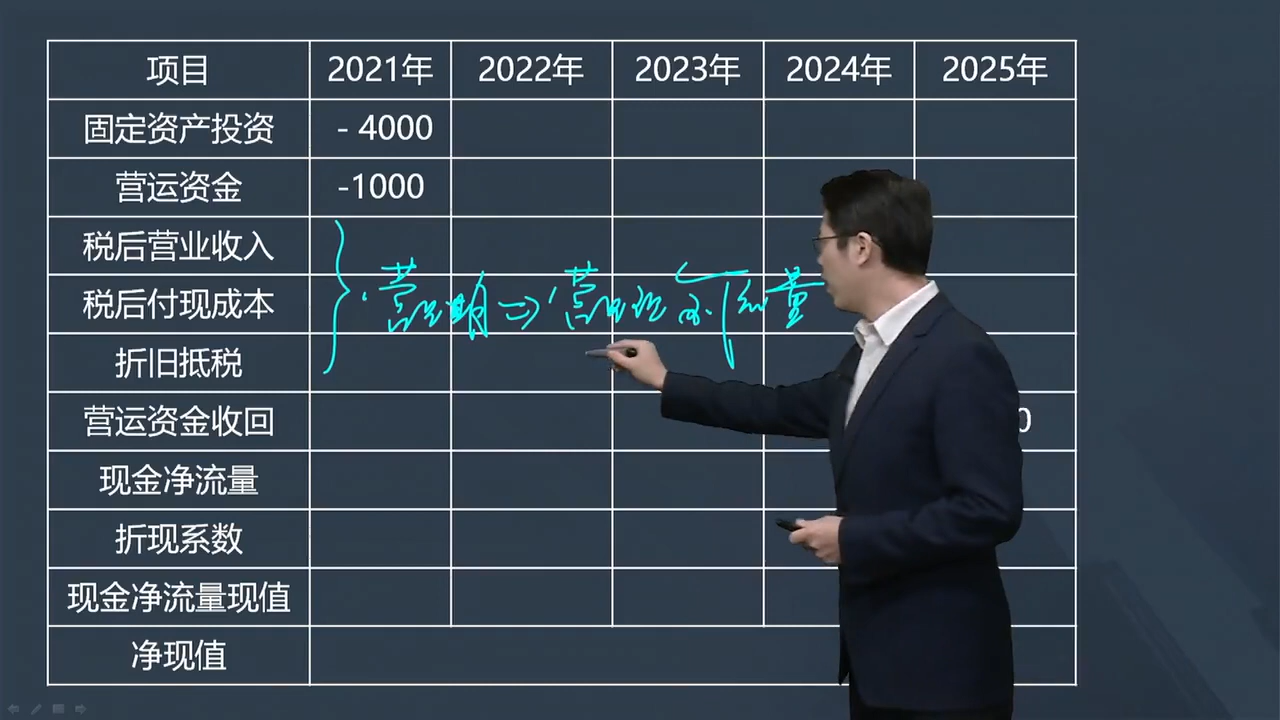 项目 2021年 2022年 2023年 2024年 2025年
固定资产投资 - 4000
营运资金 -1000
税后营业收入
税后付现成本 营业期⇒营业现 流量
折旧抵税
营运资金收回 0
现金净流量
折现系数
现金净流量现值
净现值